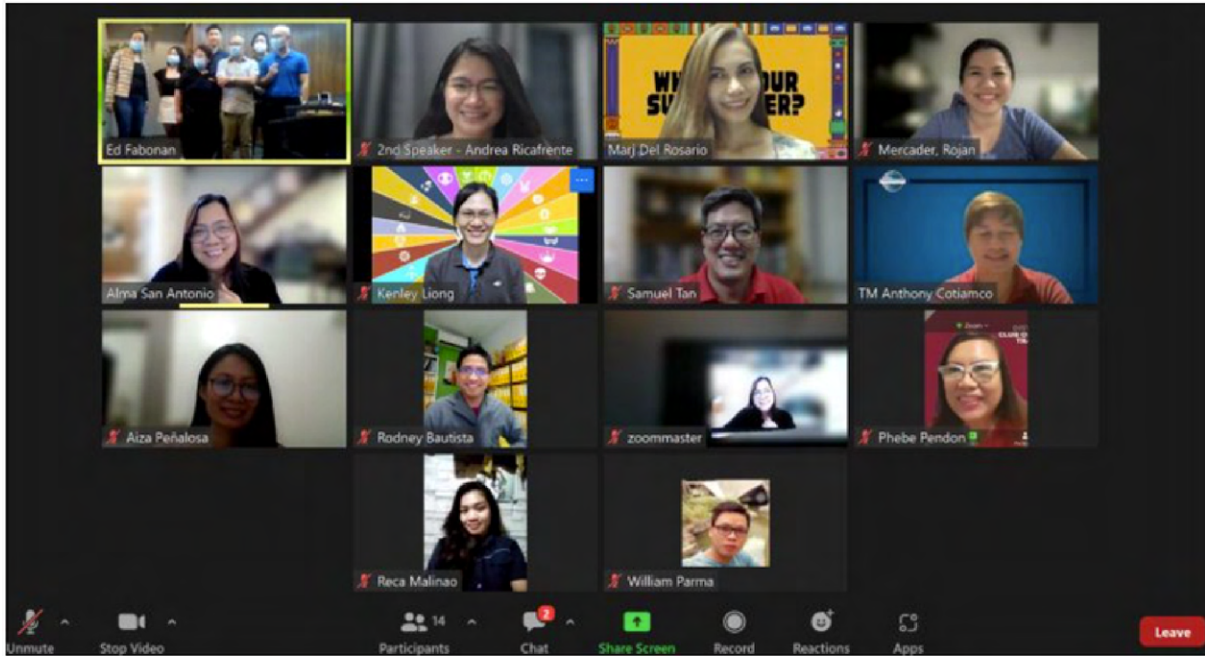 Ed Fabonan
2nd Speaker - Andrea Ricafrente
Marj Del Rosario
Mercader, Rojan
Alma San Antonio
Kenley Liong
Samuel Tan
TM Anthony Cotiamco
Aiza Peñalosa
Rodney Bautista
zoommaster
Zoom
CLUB O
Phebe Pendon
Reca Malinao
William Parma
Unmute
Stop Video
14
Participants
2
Chat
Share Screen
Record
Reactions
Apps
Leave